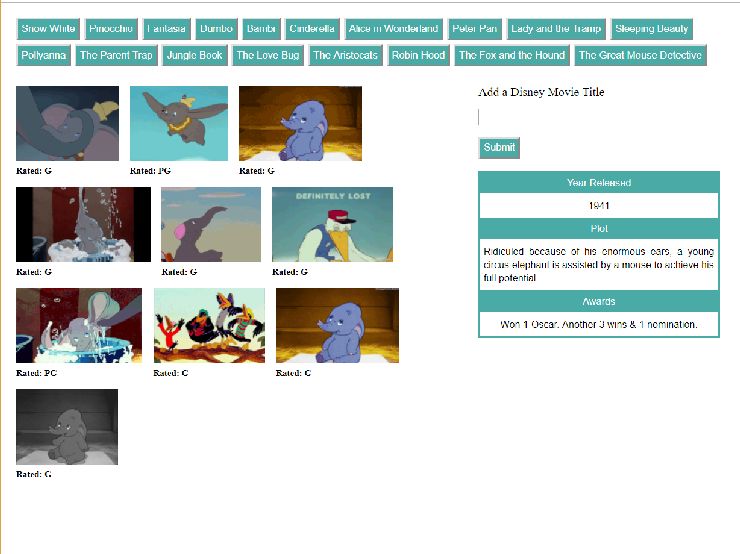 Snow White Pinocchio Fantasia Dumbo Bambi Cinderella Alice in Wonderland Peter Pan Lady and the Tramp Sleeping Beauty
Pollyanna The Parent Trap Jungle Book The Love Bug The Aristocats Robin Hood The Fox and the Hound The Great Mouse Detective
Add a Disney Movie Title
Submit
Rated: G Rated: PG Rated: G
DEFINITELY LOST
Rated: G Rated: G Rated: G
Rated: PG Rated: G Rated: G
Rated: G
Year Released
1941
Plot
Ridiculed because of his enormous ears, a young
circus elephant is assisted by a mouse to achieve his
full potential.
Awards
Won 1 Oscar. Another 3 wins & 1 nomination.